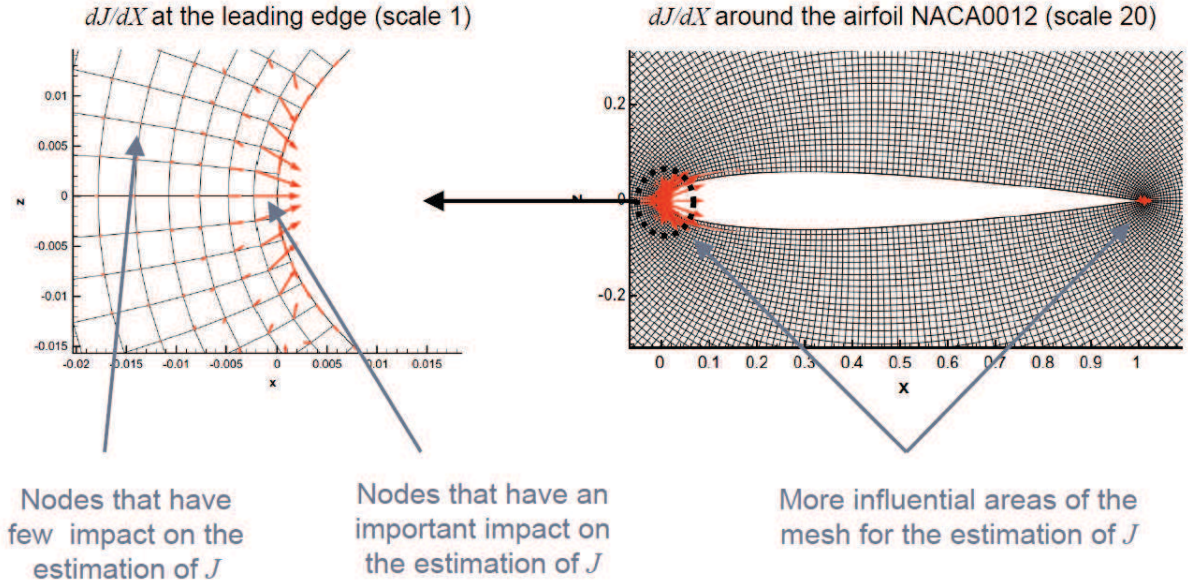 dJ/dX at the leading edge (scale 1)
dJ/dX around the airfoil NACA0012 (scale 20)
0.01
0.005
0
-0.005
-0.01
-0.015
z
-0.02 -0.015 -0.01 -0.005 0 0.005 0.01 0.015
x
0.2
0
-0.2
z
0 0.1 0.2 0.3 0.4 0.5 0.6 0.7 0.8 0.9 1
x
Nodes that have
few impact on the
estimation of J
Nodes that have an
important impact on
the estimation of J
More influential areas of the
mesh for the estimation of J